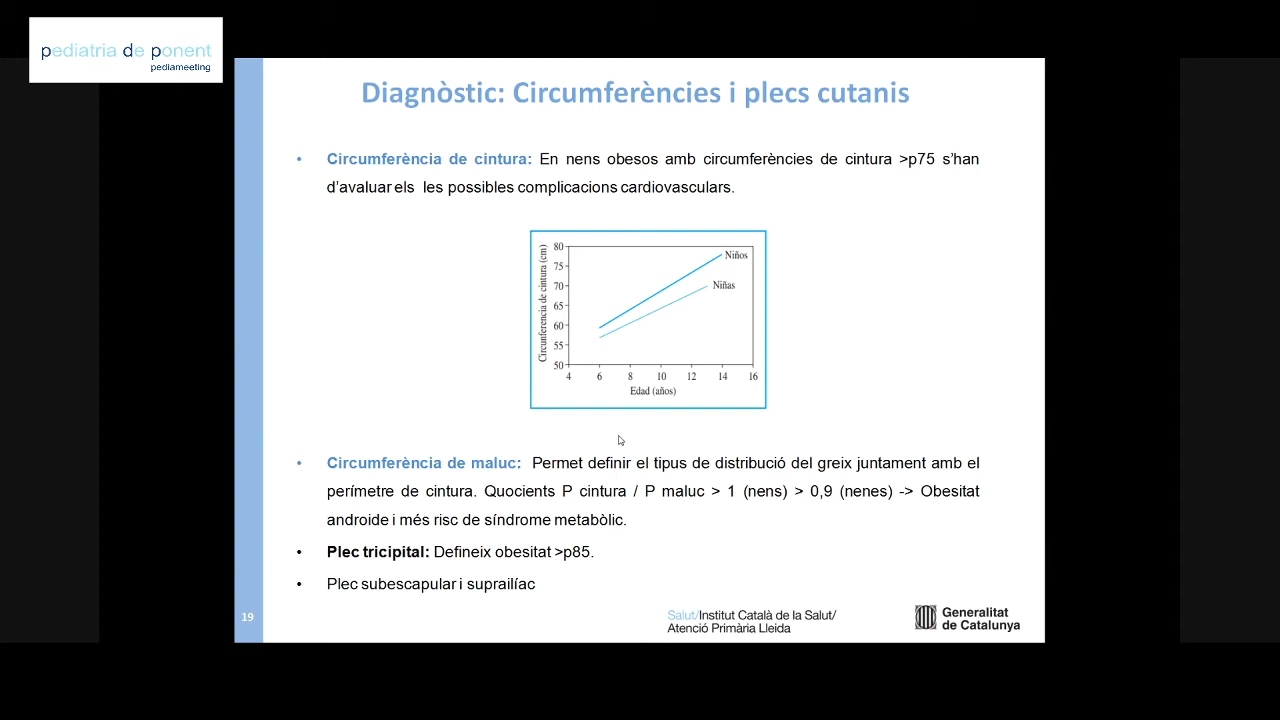 pediatria de ponent
pediameeting
Diagnòstic: Circumferències i plecs cutanis
• Circumferència de cintura: En nens obesos amb circumferències de cintura >p75 s'han
d'avaluar els les possibles complicacions cardiovasculars.
Circunferencia de cintura (cm)
80
75
70
65
60
55
50
Niños
Niñas
4 6 8 10 12 14 16
Edad (años)
• Circumferència de maluc: Permet definir el tipus de distribució del greix juntament amb el
perímetre de cintura. Quocients P cintura / P maluc > 1 (nens) > 0,9 (nenes) -> Obesitat
androide i més risc de síndrome metabòlic.
• Plec tricipital: Defineix obesitat >p85.
• Plec subescapular i suprailíac
19
Salut/Institut Català de la Salut/
Atenció Primària Lleida
Generalitat
de Catalunya